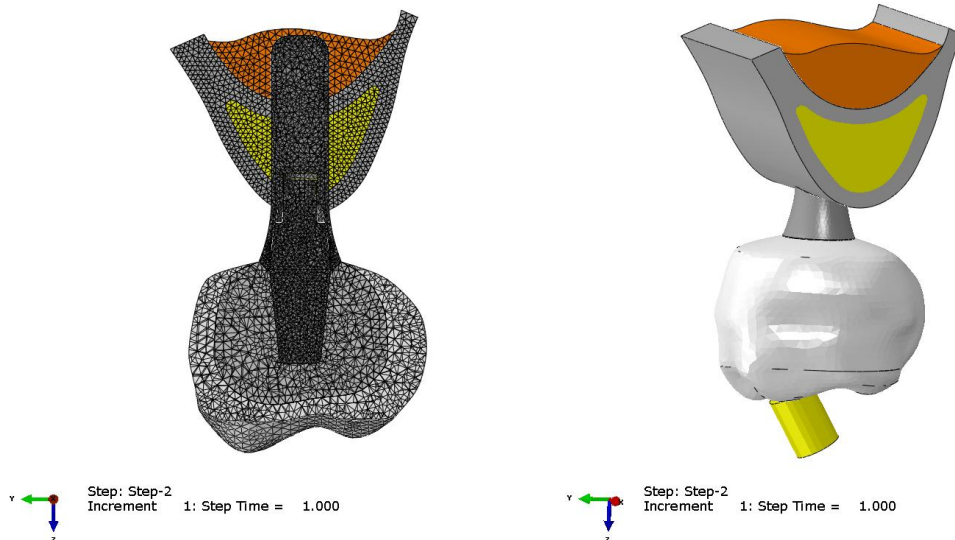 Y
Z
Step: Step-2
Increment 1: Step Time = 1.000
Y
X
Z
Step: Step-2
Increment 1: Step Time = 1.000